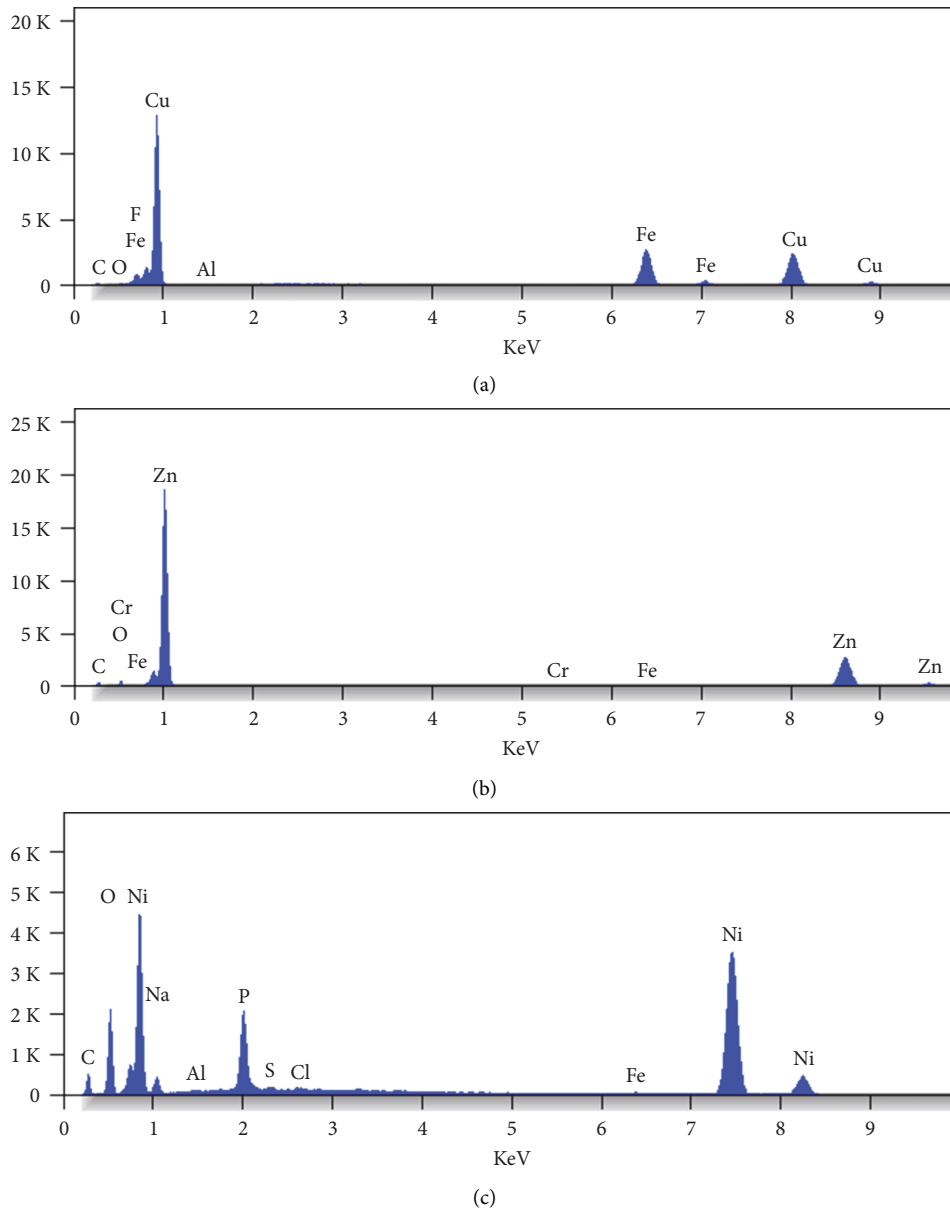 20 K
15 K
10 K
5 K
0
Cu
F
Fe
C O Al
Fe
Fe
Cu
Cu
0 1 2 3 4 5 6 7 8 9
KeV
(a)
25 K
20 K
15 K
10 K
5 K
0
Zn
Cr
O
C Fe
Cr Fe
Zn
Zn
0 1 2 3 4 5 6 7 8 9
KeV
(b)
6 K
5 K
4 K
3 K
2 K
1 K
0
O Ni
Na
C
P
Al S Cl
Fe
Ni
Ni
0 1 2 3 4 5 6 7 8 9
KeV
(c)